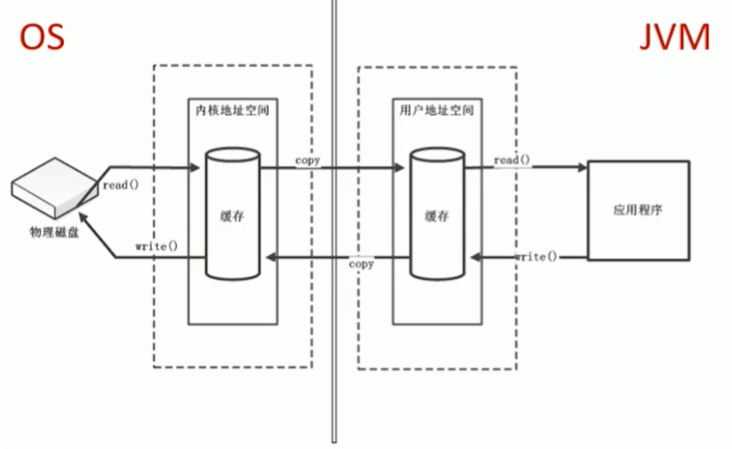 OS
JVM
内核地址空间
用户地址空间
copy
read()
read()
缓存
缓存
应用程序
物理磁盘
write()
copy
write()